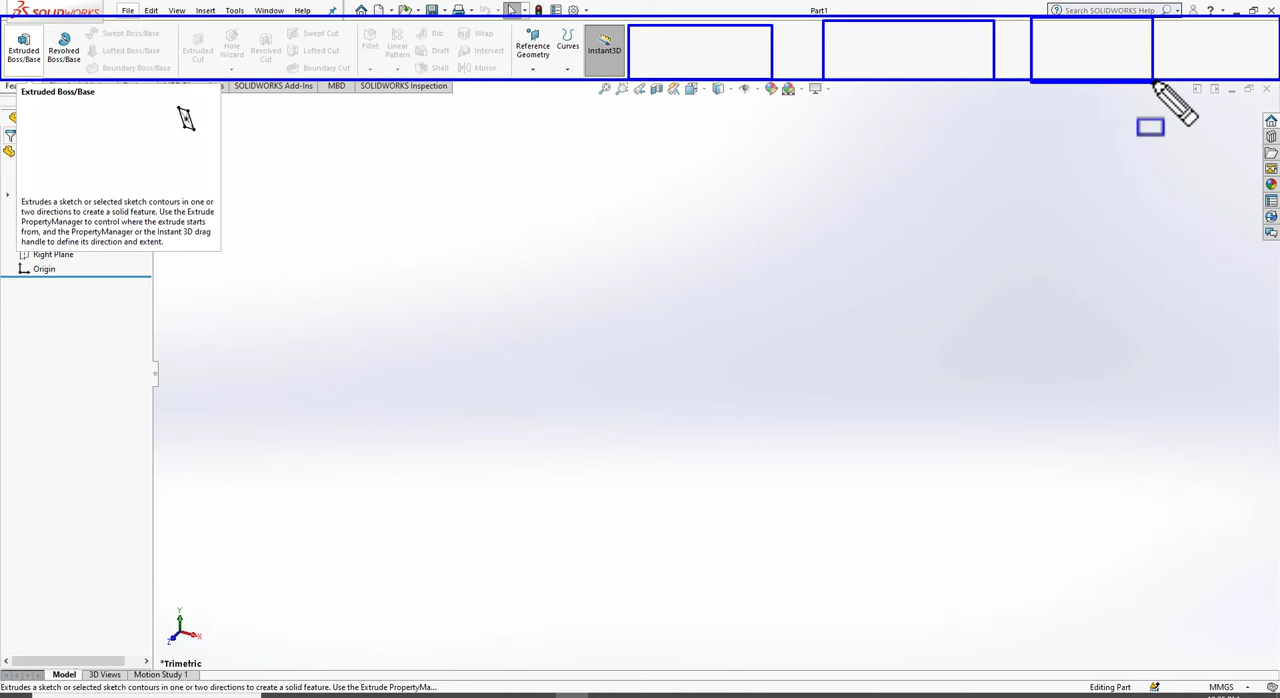 SOLIDWORKS File Edit View Insert Tools Window Help Part1 Search SOLIDWORKS Help ?
Extruded Boss/Base
Revolved Boss/Base
Swept Boss/Base
Lofted Boss/Base
Boundary Boss/Base
Extruded Cut
Hole Wizard
Revolved Cut
Swept Cut
Lofted Cut
Boundary Cut
Fillet
Linear Pattern
Rib
Draft
Shell
Wrap
Intersect
Mirror
Reference Geometry
Curves
Instant3D
SOLIDWORKS Add-Ins MBD SOLIDWORKS Inspection
Extruded Boss/Base
Extrudes a sketch or selected sketch contours in one or
two directions to create a solid feature. Use the Extrude
PropertyManager to control where the extrude starts
from, and the PropertyManager or the Instant 3D drag
handle to define its direction and extent.
Right Plane
Origin
Y
X
Z
*Trimetric
Model 3D Views Motion Study 1
Extrudes a sketch or selected sketch contours in one or two directions to create a solid feature. Use the Extrude PropertyMa... Editing Part MMGS